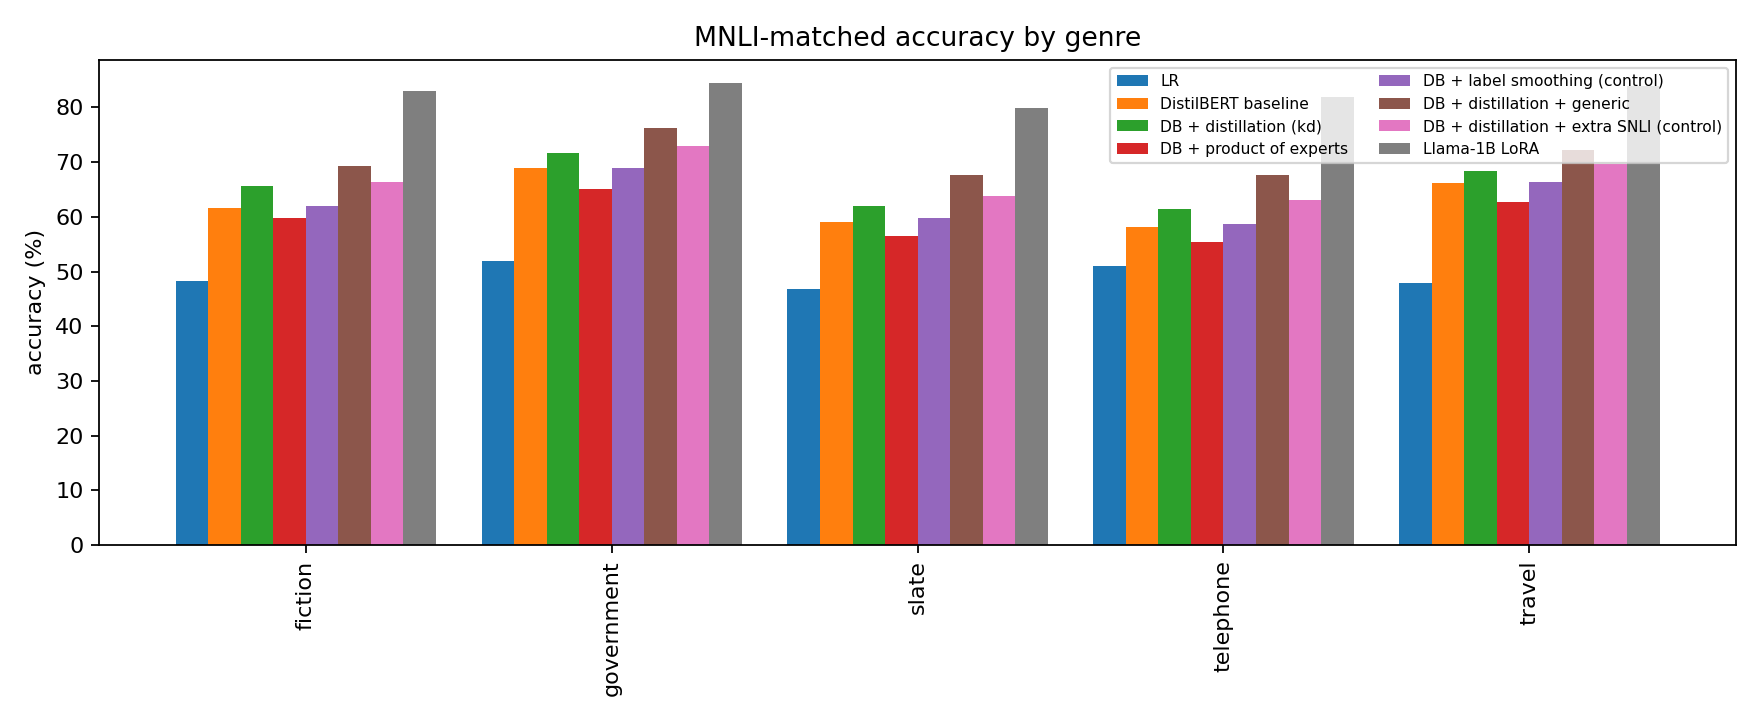 MNLI-matched accuracy by genre
LR
DistilBERT baseline
DB + distillation (kd)
DB + product of experts
DB + label smoothing (control)
DB + distillation + generic
DB + distillation + extra SNLI (control)
Llama-1B LoRA
accuracy (%)
80
70
60
50
40
30
20
10
0
fiction
government
slate
telephone
travel